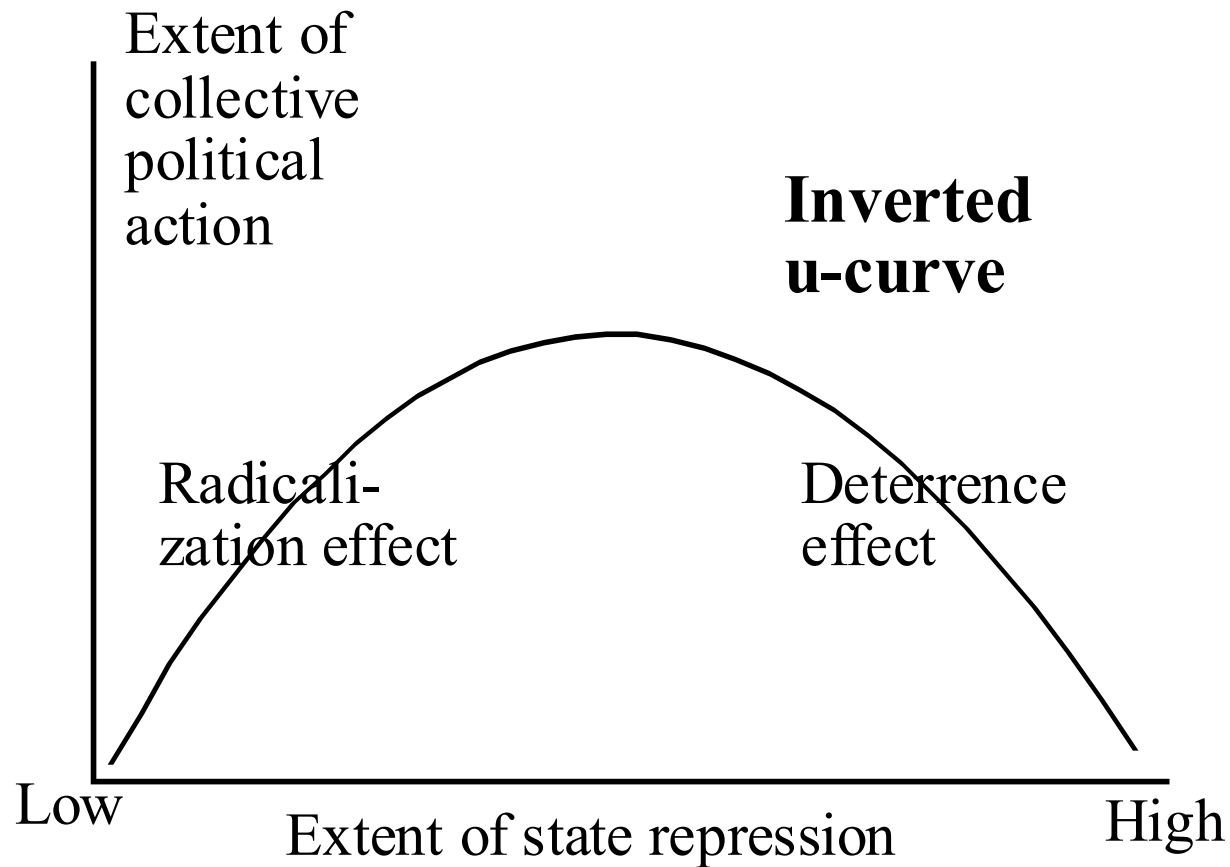 Extent of
collective
political
action
Inverted
u-curve
Radicali-
zation effect
Deterrence
effect
Low
Extent of state repression
High